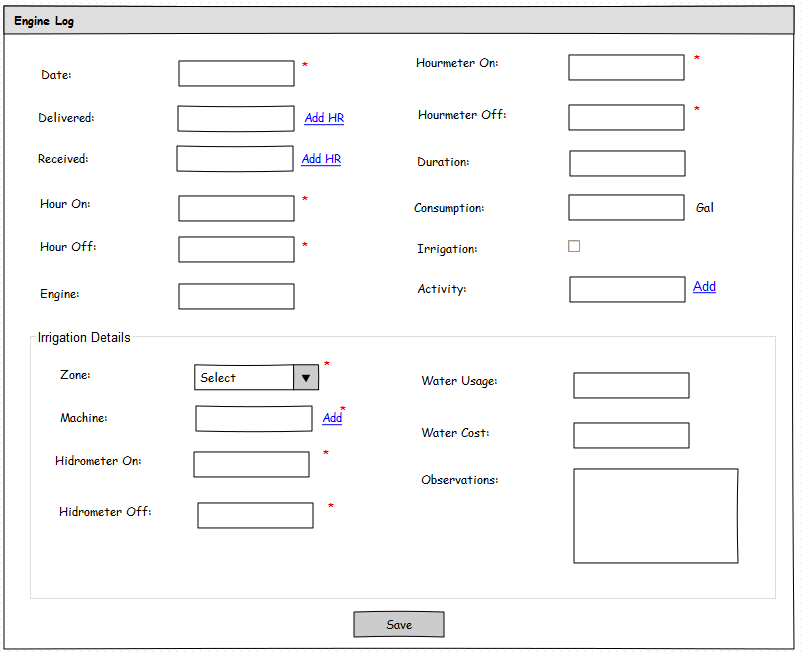 Engine Log
Date: *
Delivered: Add HR
Received: Add HR
Hour On: *
Hour Off: *
Engine:
Hourmeter On: *
Hourmeter Off: *
Duration:
Consumption: Gal
Irrigation:
Activity: Add
Irrigation Details
Zone: Select ▼ *
Machine: Add *
Hidrometer On: *
Hidrometer Off: *
Water Usage:
Water Cost:
Observations:
Save